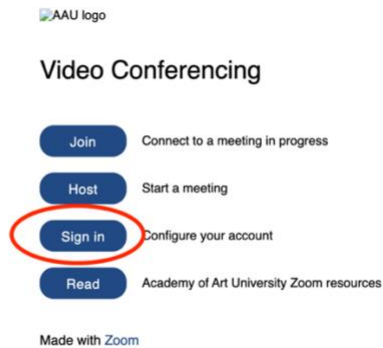 AAU logo
Video Conferencing
Join Connect to a meeting in progress
Host Start a meeting
Sign in Configure your account
Read Academy of Art University Zoom resources
Made with Zoom